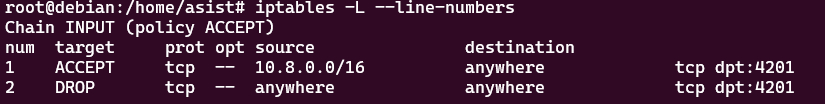 root@debian:/home/asist# iptables -L --line-numbers
Chain INPUT (policy ACCEPT)
num  target     prot opt source               destination
1    ACCEPT     tcp  --  10.8.0.0/16          anywhere             tcp dpt:4201
2    DROP       tcp  --  anywhere             anywhere             tcp dpt:4201